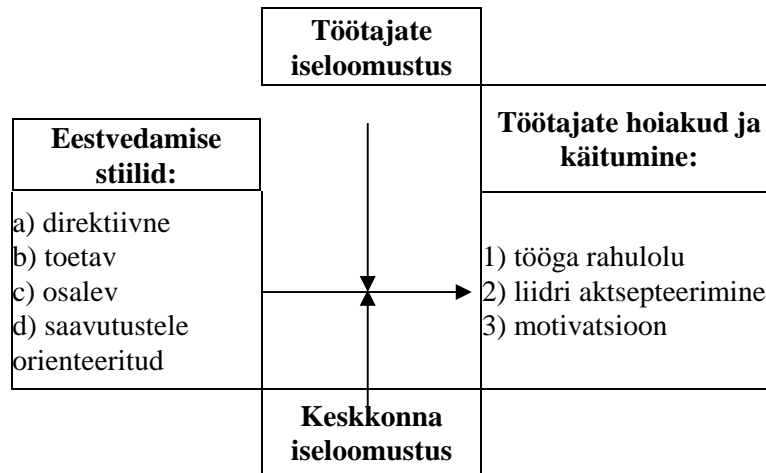 Töötajate
iseloomustus
Eestvedamise
stiilid:
a) direktiivne
b) toetav
c) osalev
d) saavutustele
orienteeritud
Töötajate hoiakud ja
käitumine:
1) tööga rahulolu
2) liidri aktsepteerimine
3) motivatsioon
Keskkonna
iseloomustus